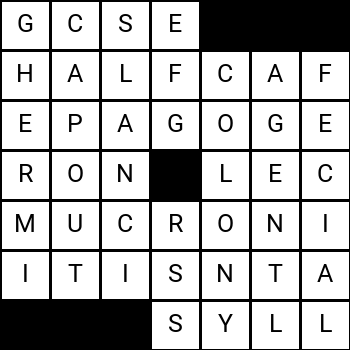 GCSE
HALFCAF
EPAGOGE
RON LEC
MUCRONI
ITISNTA
SYLL